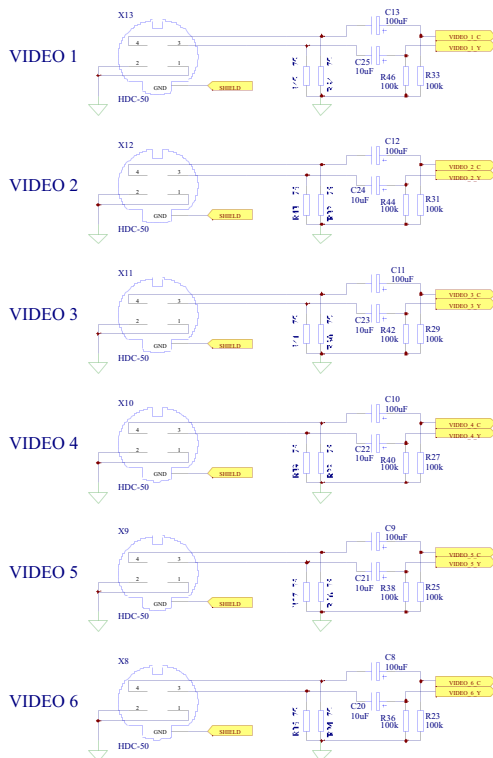 X13
C13
100uF
VIDEO_1_C
VIDEO_1_Y
4
3
VIDEO 1
2
1
C25
10uF
R46
100k
R33
100k
GND
SHIELD
HDC-50
X12
C12
100uF
VIDEO_2_C
VIDEO_2_Y
4
3
VIDEO 2
2
1
C24
10uF
R44
100k
R31
100k
GND
SHIELD
HDC-50
X11
C11
100uF
VIDEO_3_C
VIDEO_3_Y
4
3
VIDEO 3
2
1
C23
10uF
R42
100k
R29
100k
GND
SHIELD
HDC-50
X10
C10
100uF
VIDEO_4_C
VIDEO_4_Y
4
3
VIDEO 4
2
1
C22
10uF
R40
100k
R27
100k
GND
SHIELD
HDC-50
X9
C9
100uF
VIDEO_5_C
VIDEO_5_Y
4
3
VIDEO 5
2
1
C21
10uF
R38
100k
R25
100k
GND
SHIELD
HDC-50
X8
C8
100uF
VIDEO_6_C
VIDEO_6_Y
4
3
VIDEO 6
2
1
C20
10uF
R36
100k
R23
100k
GND
SHIELD
HDC-50